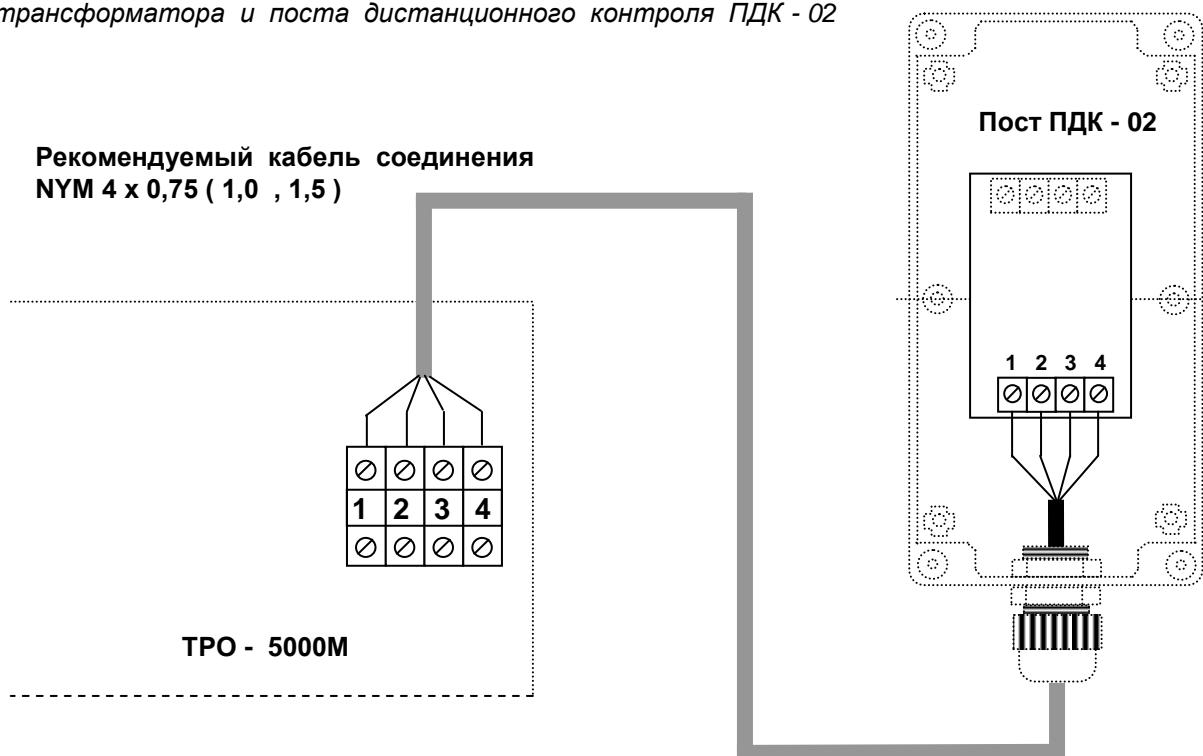 трансформатора и поста дистанционного контроля ПДК - 02
Пост ПДК - 02
Рекомендуемый кабель соединения
NYM 4 x 0,75 ( 1,0 , 1,5 )
1 2 3 4
1 2 3 4
ТРО - 5000М